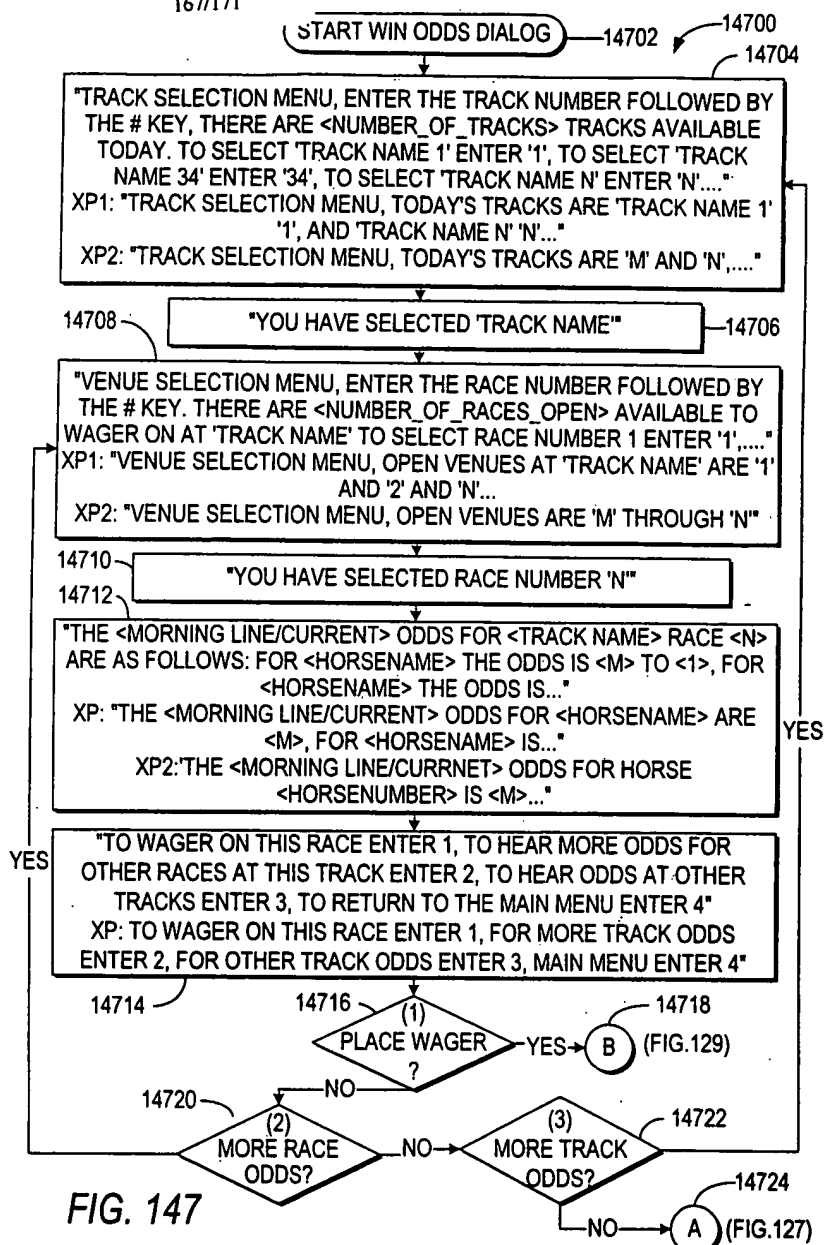 167/171
START WIN ODDS DIALOG
14702
14700
14704
"TRACK SELECTION MENU, ENTER THE TRACK NUMBER FOLLOWED BY
THE # KEY, THERE ARE <NUMBER_OF_TRACKS> TRACKS AVAILABLE
TODAY. TO SELECT 'TRACK NAME 1' ENTER '1', TO SELECT 'TRACK
NAME 34' ENTER '34', TO SELECT 'TRACK NAME N' ENTER 'N'...."
XP1: "TRACK SELECTION MENU, TODAY'S TRACKS ARE 'TRACK NAME 1'
'1', AND 'TRACK NAME N' 'N'..."
XP2: "TRACK SELECTION MENU, TODAY'S TRACKS ARE 'M' AND 'N',...."
"YOU HAVE SELECTED 'TRACK NAME'"
14706
14708
"VENUE SELECTION MENU, ENTER THE RACE NUMBER FOLLOWED BY
THE # KEY. THERE ARE <NUMBER_OF_RACES_OPEN> AVAILABLE TO
WAGER ON AT 'TRACK NAME' TO SELECT RACE NUMBER 1 ENTER '1',...."
XP1: "VENUE SELECTION MENU, OPEN VENUES AT 'TRACK NAME' ARE '1'
AND '2' AND 'N'...
XP2: "VENUE SELECTION MENU, OPEN VENUES ARE 'M' THROUGH 'N'"
14710
"YOU HAVE SELECTED RACE NUMBER 'N'"
14712
"THE <MORNING LINE/CURRENT> ODDS FOR <TRACK NAME> RACE <N>
ARE AS FOLLOWS: FOR <HORSENAME> THE ODDS IS <M> TO <1>, FOR
<HORSENAME> THE ODDS IS..."
XP: "THE <MORNING LINE/CURRENT> ODDS FOR <HORSENAME> ARE
<M>, FOR <HORSENAME> IS..."
XP2:'THE <MORNING LINE/CURRNET> ODDS FOR HORSE
<HORSENUMBER> IS <M>..."
YES
YES
"TO WAGER ON THIS RACE ENTER 1, TO HEAR MORE ODDS FOR
OTHER RACES AT THIS TRACK ENTER 2, TO HEAR ODDS AT OTHER
TRACKS ENTER 3, TO RETURN TO THE MAIN MENU ENTER 4"
XP: TO WAGER ON THIS RACE ENTER 1, FOR MORE TRACK ODDS
ENTER 2, FOR OTHER TRACK ODDS ENTER 3, MAIN MENU ENTER 4"
14714
14716
(1)
PLACE WAGER
?
YES
14718
B
(FIG.129)
NO
14720
(2)
MORE RACE
ODDS?
NO
14722
(3)
MORE TRACK
ODDS?
14724
NO
A
(FIG.127)
FIG. 147